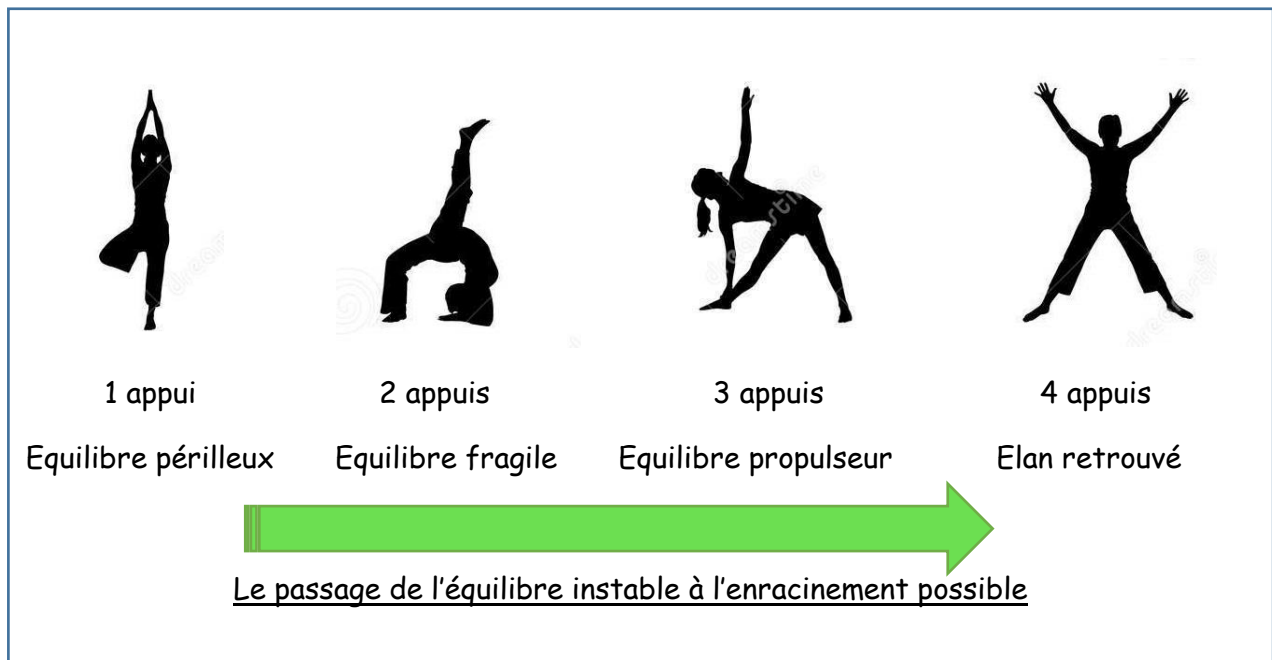 1 appui 2 appuis 3 appuis 4 appuis
Equilibre périlleux Equilibre fragile Equilibre propulseur Elan retrouvé
Le passage de l’équilibre instable à l’enracinement possible